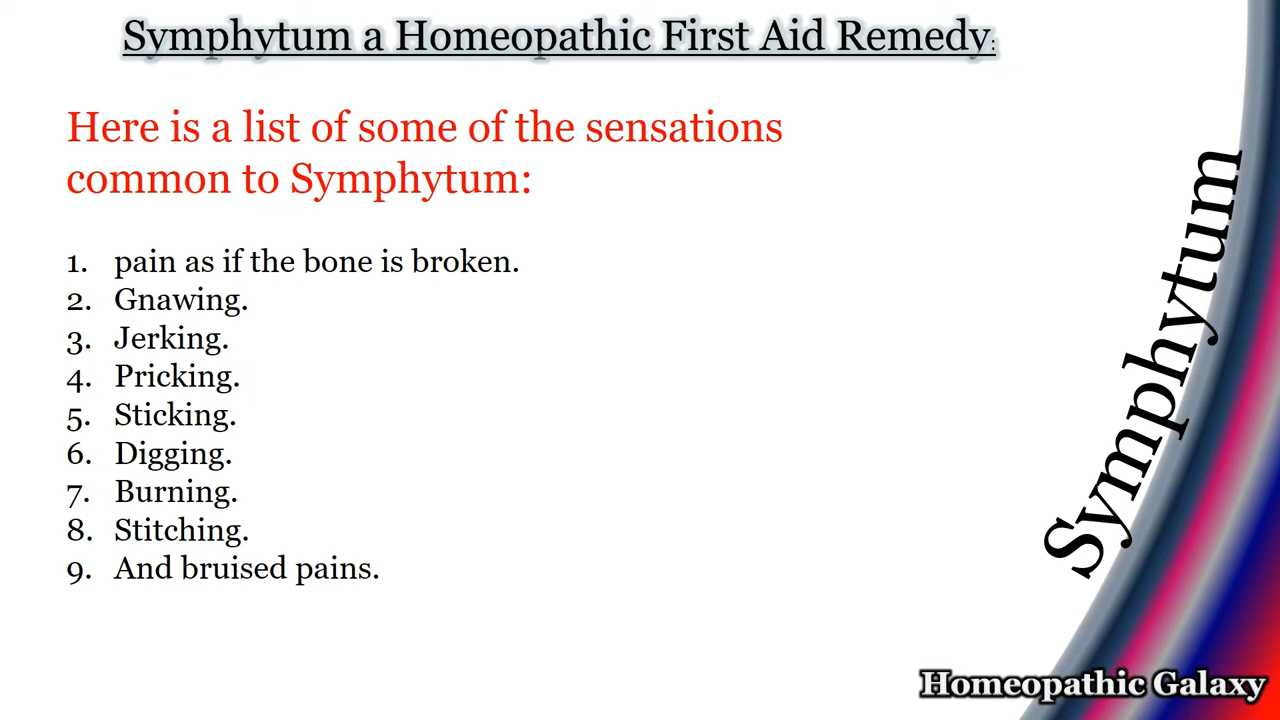 Symphytum a Homeopathic First Aid Remedy:
Here is a list of some of the sensations
common to Symphytum:
1. pain as if the bone is broken.
2. Gnawing.
3. Jerking.
4. Pricking.
5. Sticking.
6. Digging.
7. Burning.
8. Stitching.
9. And bruised pains.
Symphytum
Homeopathic Galaxy